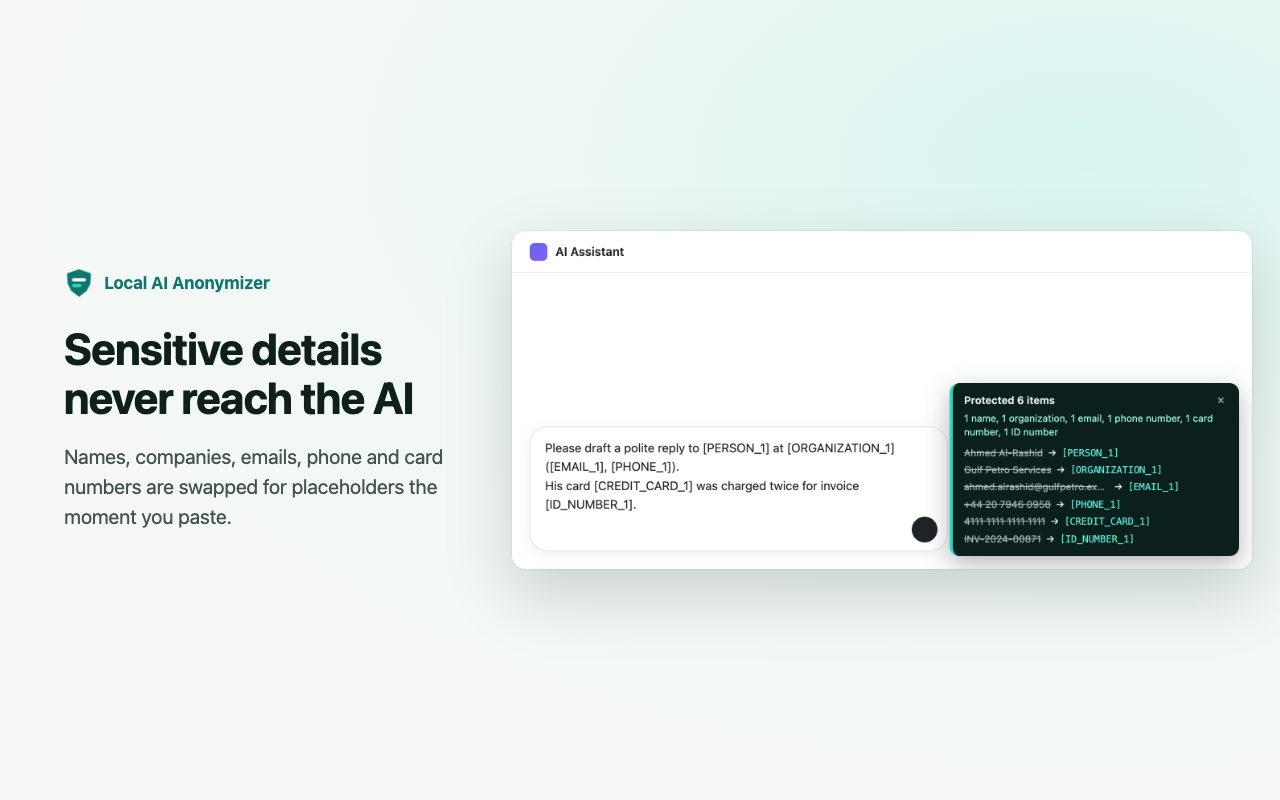 Local AI Anonymizer
Sensitive details
never reach the AI
Names, companies, emails, phone and card
numbers are swapped for placeholders the
moment you paste.
AI Assistant
Please draft a polite reply to [PERSON_1] at [ORGANIZATION_1]
([EMAIL_1], [PHONE_1]).
His card [CREDIT_CARD_1] was charged twice for invoice
[ID_NUMBER_1].
Protected 6 items ×
1 name, 1 organization, 1 email, 1 phone number, 1 card
number, 1 ID number
Ahmed Al-Rashid → [PERSON_1]
Gulf Petro Services → [ORGANIZATION_1]
ahmed.alrashid@gulfpetro.ex... → [EMAIL_1]
+44 20 7946 0958 → [PHONE_1]
4111 1111 1111 1111 → [CREDIT_CARD_1]
INV-2024-00871 → [ID_NUMBER_1]